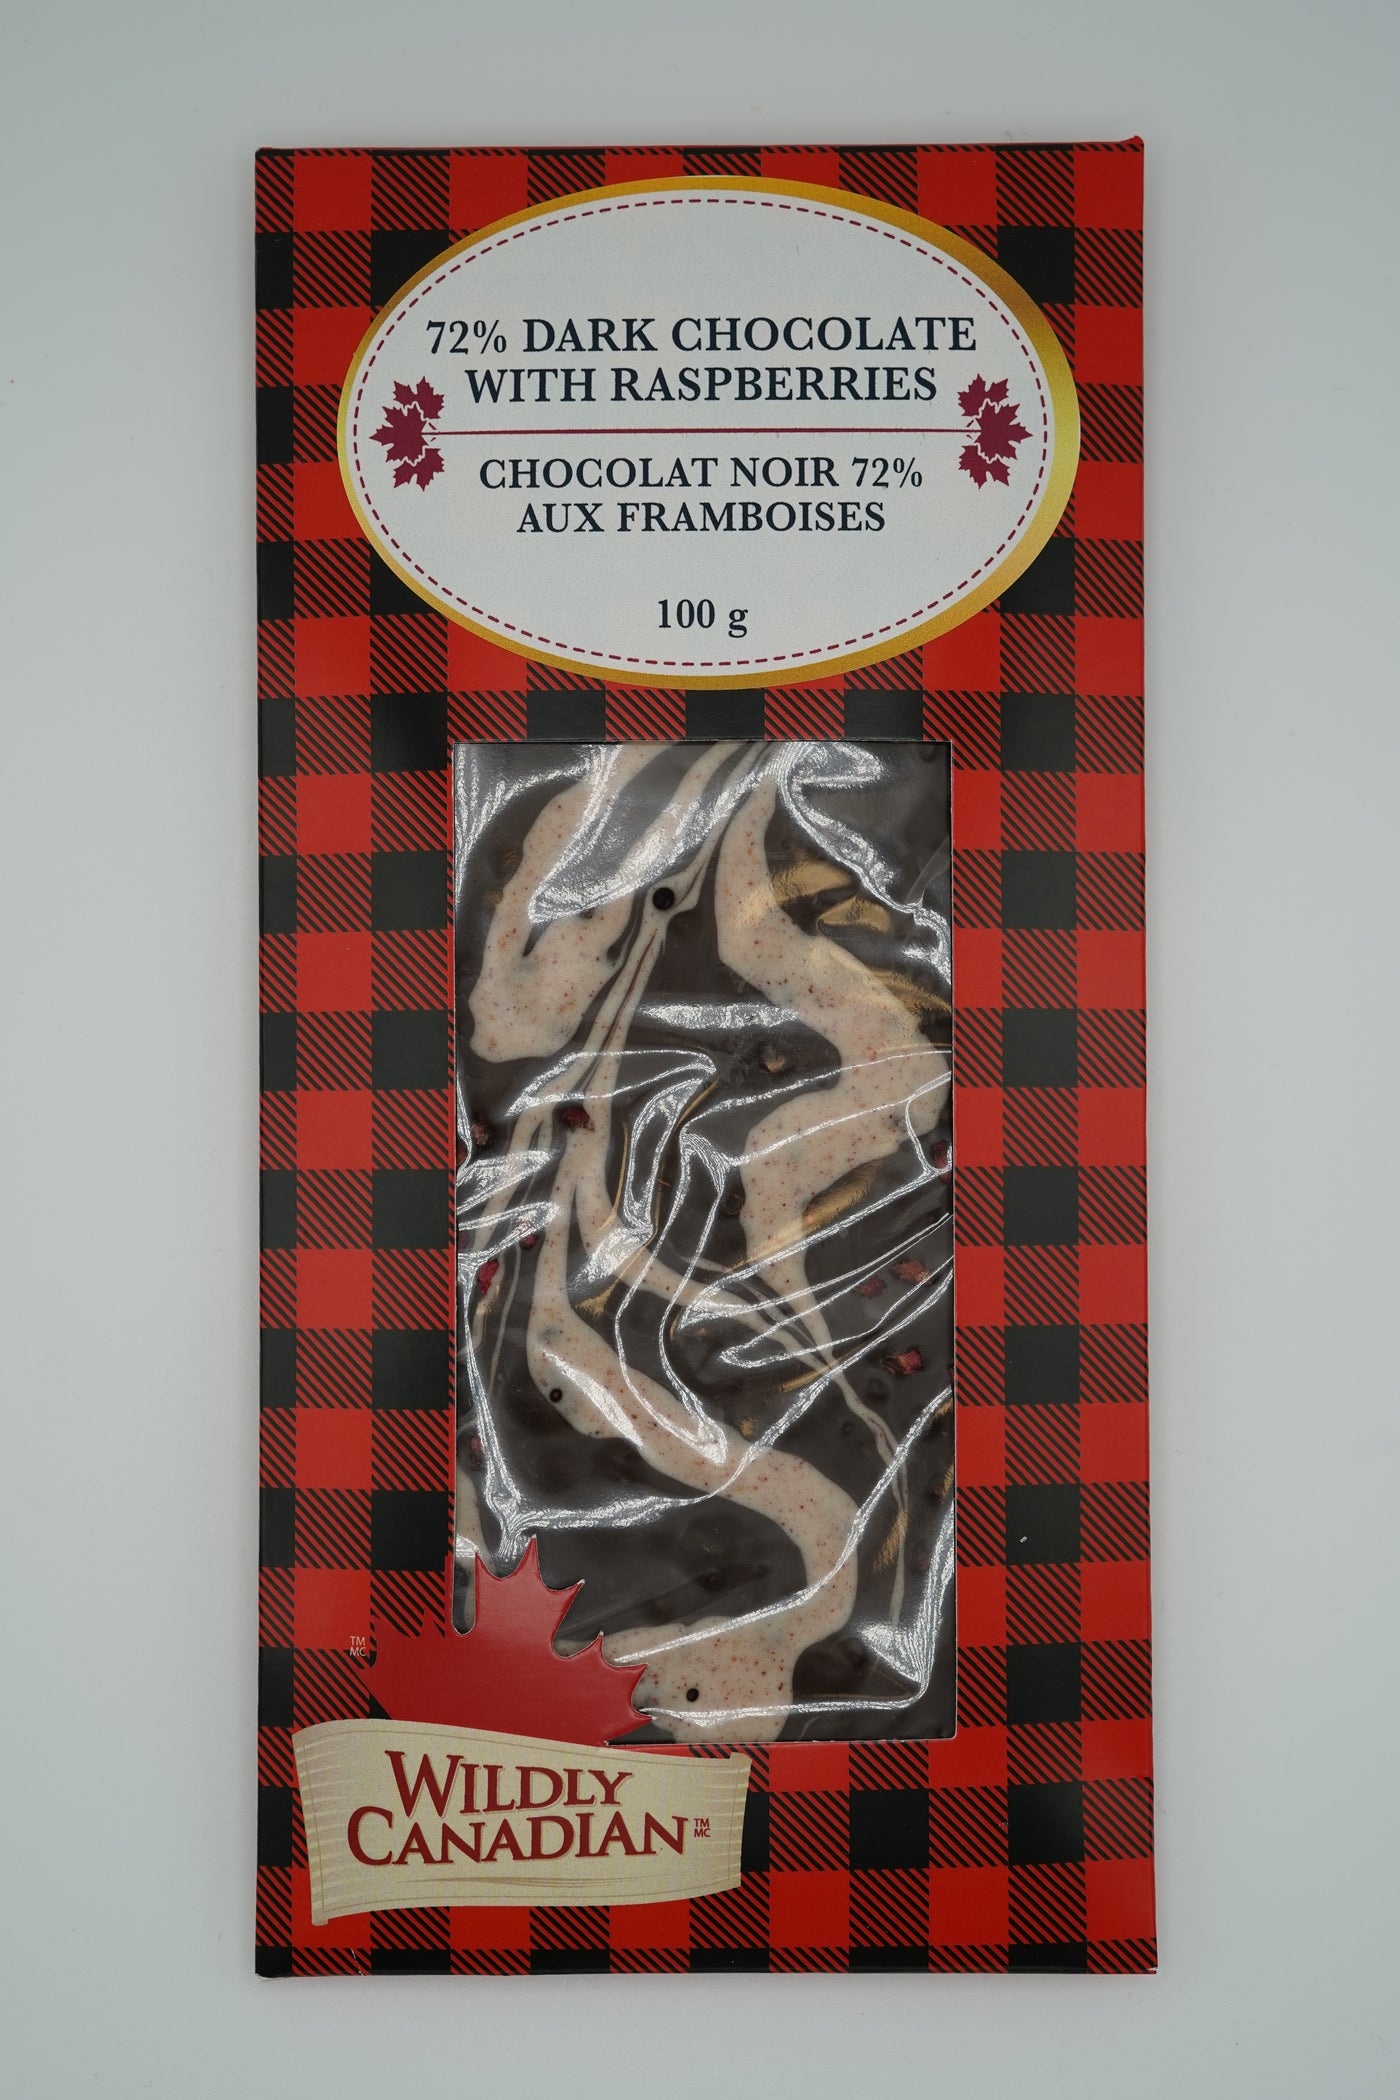 72% DARK CHOCOLATE
WITH RASPBERRIES
CHOCOLAT NOIR 72%
AUX FRAMBOISES
100 g
TM
MC
WILDLY
CANADIAN TM
MC